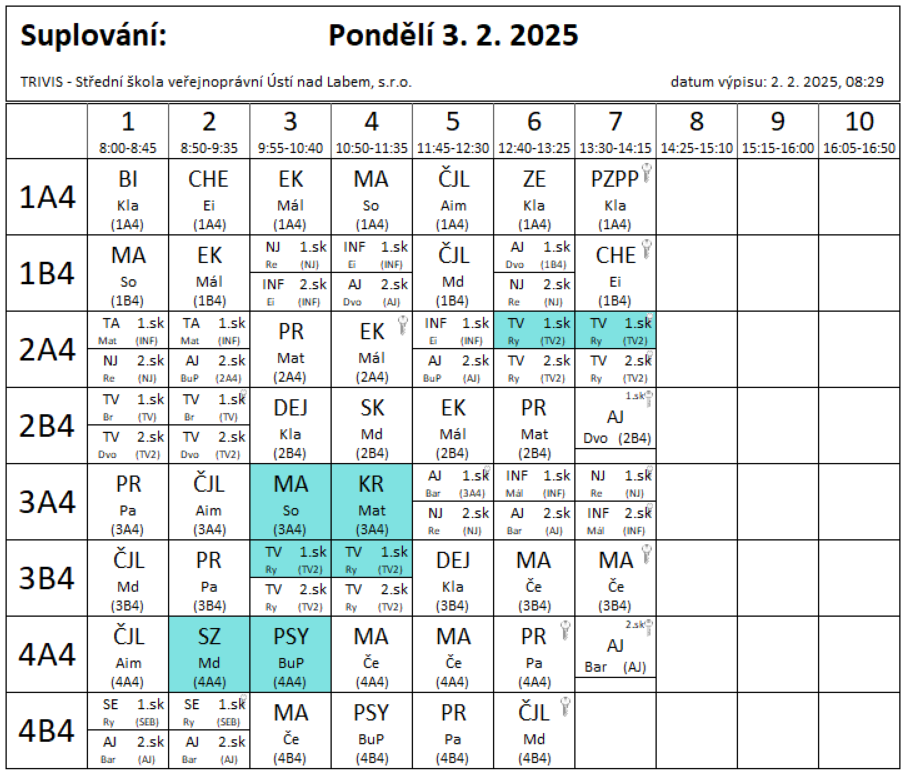 Suplování: Pondělí 3. 2. 2025
TRIVIS - Střední škola veřejnoprávní Ústí nad Labem, s.r.o. datum výpisu: 2. 2. 2025, 08:29
1 2 3 4 5 6 7 8 9 10
8:00-8:45 8:50-9:35 9:55-10:40 10:50-11:35 11:45-12:30 12:40-13:25 13:30-14:15 14:25-15:10 15:15-16:00 16:05-16:50
1A4
BI CHE EK MA ČJL ZE PZPP
Kla Ei Mál So Aim Kla Kla
(1A4) (1A4) (1A4) (1A4) (1A4) (1A4) (1A4)
1B4
MA EK NJ 1.sk INF 1.sk ČJL AJ 1.sk CHE
Re (NJ) Ei (INF) Dvo (1B4)
So Mál INF 2.sk AJ 2.sk Md NJ 2.sk Ei
(1B4) (1B4) Ei (INF) Dvo (AJ) (1B4) Re (NJ) (1B4)
2A4
TA 1.sk TA 1.sk PR EK INF 1.sk TV 1.sk TV 1.sk
Mat (INF) Mat (INF) Ei (INF) Ry (TV2) Ry (TV2)
NJ 2.sk AJ 2.sk Mat Mál AJ 2.sk TV 2.sk TV 2.sk
Re (NJ) BuP (2A4) (2A4) (2A4) BuP (AJ) Ry (TV2) Ry (TV2)
2B4
TV 1.sk TV 1.sk DEJ SK EK PR 1.sk
Br (TV) Br (TV) AJ
TV 2.sk TV 2.sk Kla Md Mál Mat Dvo (2B4)
Dvo (TV2) Dvo (TV2) (2B4) (2B4) (2B4) (2B4)
3A4
PR ČJL MA KR AJ 1.sk INF 1.sk NJ 1.sk
Bar (3A4) Mál (INF) Re (NJ)
Pa Aim So Mat NJ 2.sk AJ 2.sk INF 2.sk
(3A4) (3A4) (3A4) (3A4) Re (NJ) Bar (AJ) Mál (INF)
3B4
ČJL PR TV 1.sk TV 1.sk DEJ MA MA
Ry (TV2) Ry (TV2)
Md Pa TV 2.sk TV 2.sk Kla Če Če
(3B4) (3B4) Ry (TV2) Ry (TV2) (3B4) (3B4) (3B4)
4A4
ČJL SZ PSY MA MA PR 2.sk
AJ
Aim Md BuP Če Če Pa Bar (AJ)
(4A4) (4A4) (4A4) (4A4) (4A4) (4A4)
4B4
SE 1.sk SE 1.sk MA PSY PR ČJL
Ry (SEB) Ry (SEB)
AJ 2.sk AJ 2.sk Če BuP Pa Md
Bar (AJ) Bar (AJ) (4B4) (4B4) (4B4) (4B4)